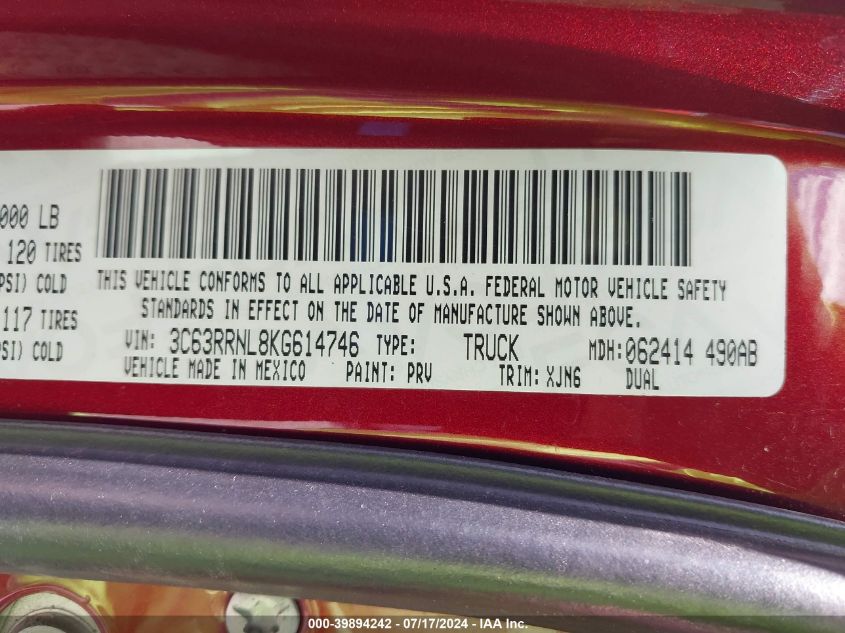 000 LB
120 TIRES
PSI) COLD
117 TIRES
PSI) COLD
THIS VEHICLE CONFORMS TO ALL APPLICABLE U.S.A. FEDERAL MOTOR VEHICLE SAFETY
STANDARDS IN EFFECT ON THE DATE OF MANUFACTURE SHOWN ABOVE.
VIN: 3C63RRNL8KG614746 TYPE: TRUCK MDH:062414 490AB
VEHICLE MADE IN MEXICO PAINT: PRV TRIM: XJN6 DUAL
000-39894242 - 07/17/2024 - IAA Inc.